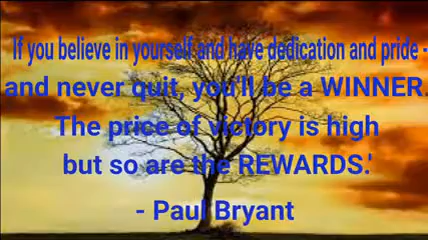 If you believe in yourself and have dedication and pride -
and never quit, you'll be a WINNER.
The price of victory is high
but so are the REWARDS.'
- Paul Bryant